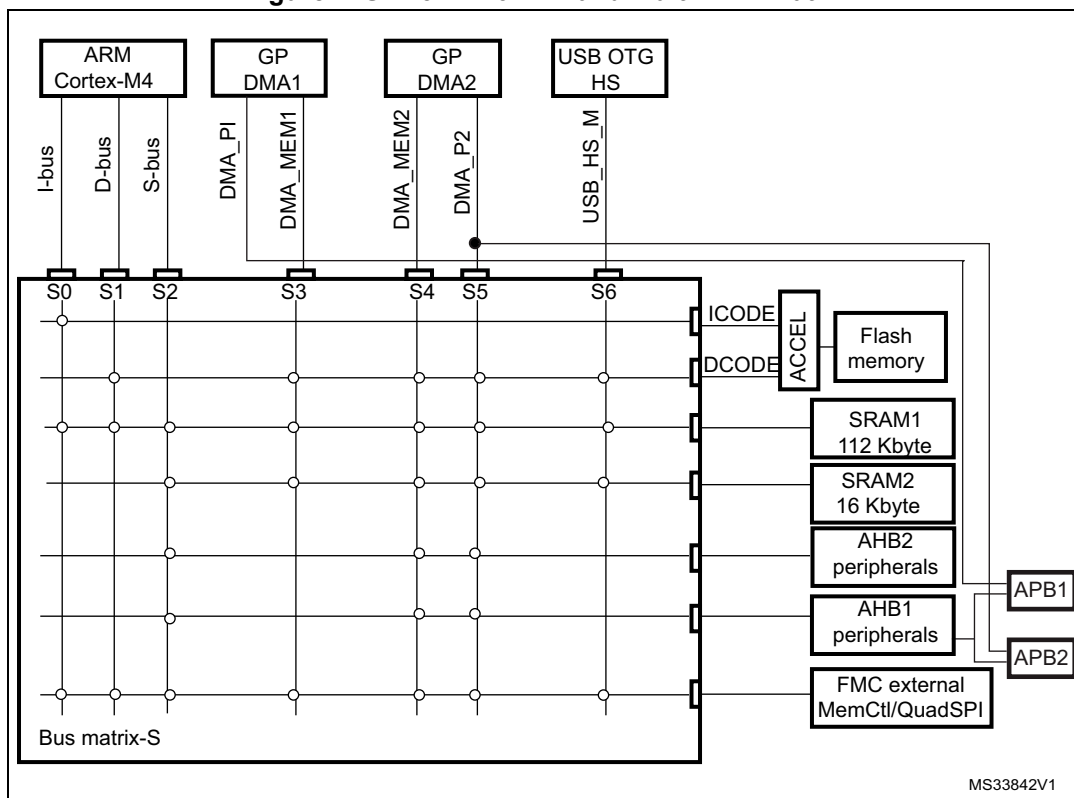 ARM
Cortex-M4
GP
DMA1
GP
DMA2
USB OTG
HS
I-bus
D-bus
S-bus
DMA_PI
DMA_MEM1
DMA_MEM2
DMA_P2
USB_HS_M
S0
S1
S2
S3
S4
S5
S6
ICODE
DCODE
ACCEL
Flash
memory
SRAM1
112 Kbyte
SRAM2
16 Kbyte
AHB2
peripherals
AHB1
peripherals
APB1
APB2
FMC external
MemCtl/QuadSPI
Bus matrix-S
MS33842V1